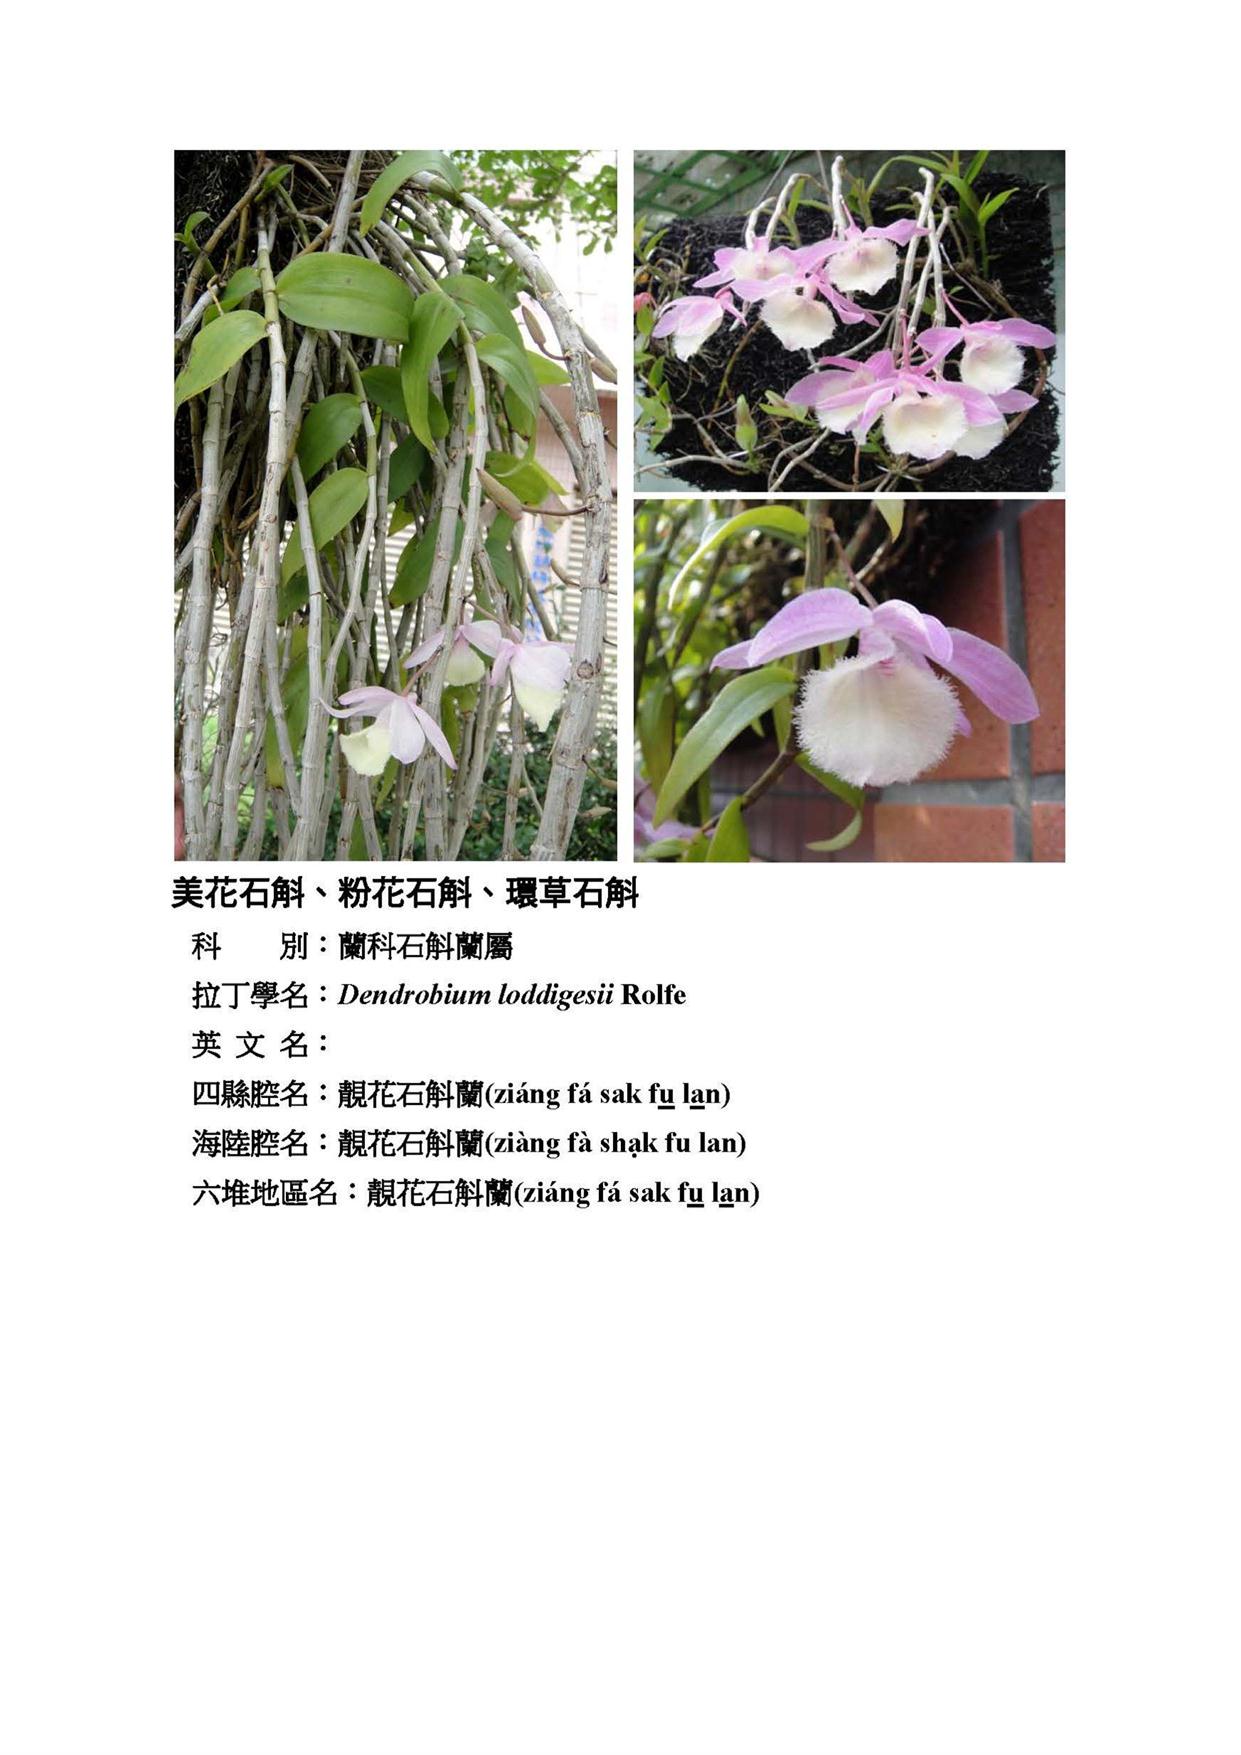 美花石斛、粉花石斛、環草石斛
科　　別：蘭科石斛蘭屬
拉丁學名：Dendrobium loddigesii Rolfe
英 文 名：
四縣腔名：靚花石斛蘭(ziáng fá sak fu̲ la̲n)
海陸腔名：靚花石斛蘭(ziàng fà shạk fu lan)
六堆地區名：靚花石斛蘭(ziáng fá sak fu̲ la̲n)